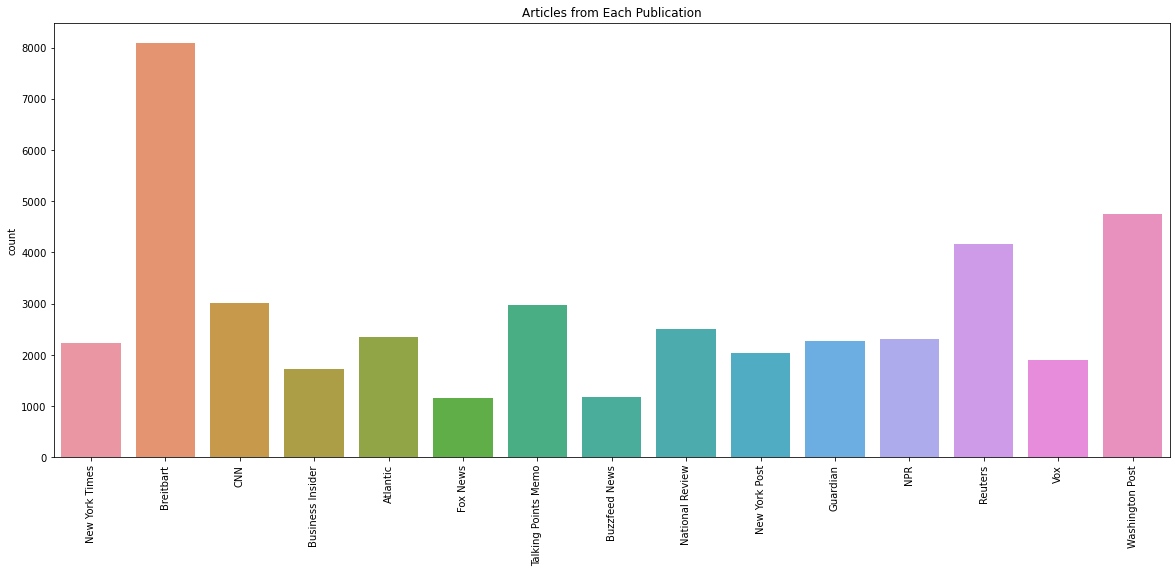 Articles from Each Publication
8000
7000
6000
5000
4000
3000
2000
1000
0
count
New York Times
Breitbart
CNN
Business Insider
Atlantic
Fox News
Talking Points Memo
Buzzfeed News
National Review
New York Post
Guardian
NPR
Reuters
Vox
Washington Post